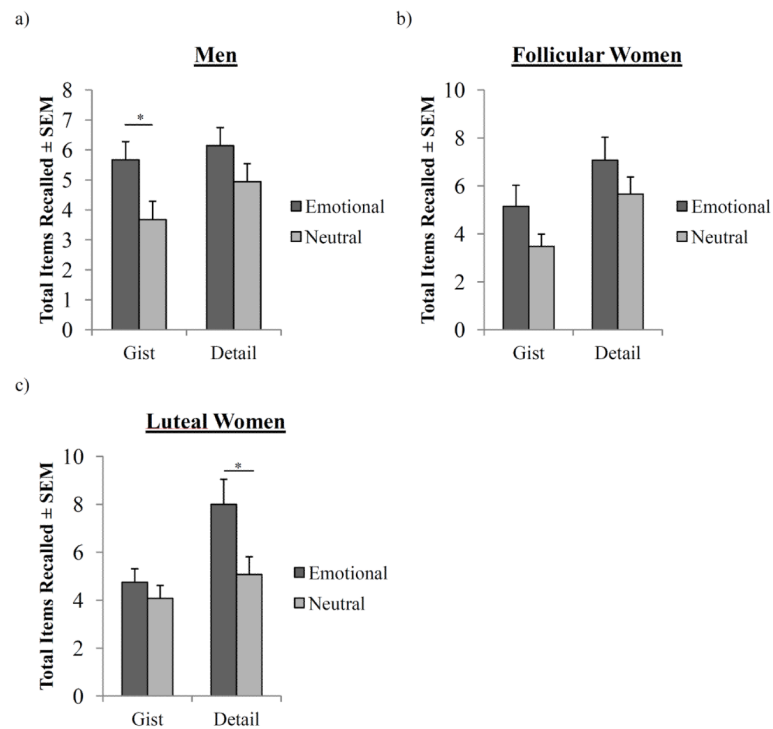 a)
Men
Total Items Recalled ± SEM
8
7
6
5
4
3
2
1
0
*
Gist
Detail
Emotional
Neutral
b)
Follicular Women
Total Items Recalled ± SEM
10
8
6
4
2
0
Gist
Detail
Emotional
Neutral
c)
Luteal Women
Total Items Recalled ± SEM
10
8
6
4
2
0
*
Gist
Detail
Emotional
Neutral